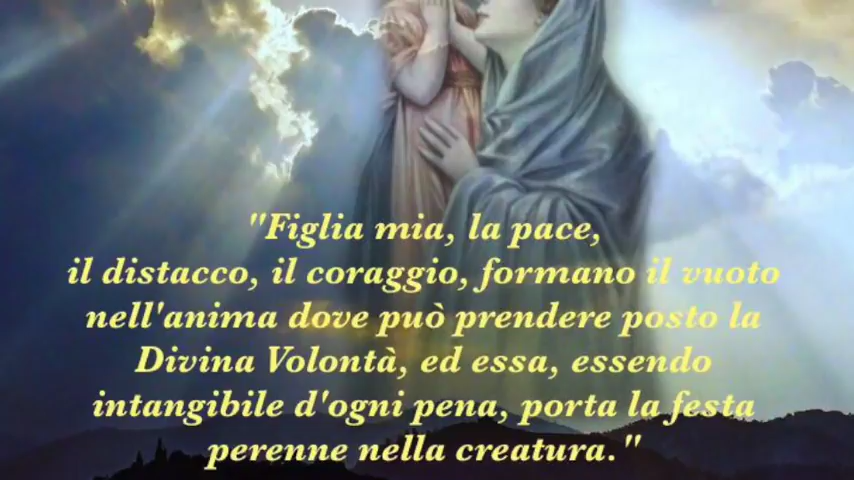 "Figlia mia, la pace,
il distacco, il coraggio, formano il vuoto
nell'anima dove può prendere posto la
Divina Volontà, ed essa, essendo
intangibile d'ogni pena, porta la festa
perenne nella creatura."